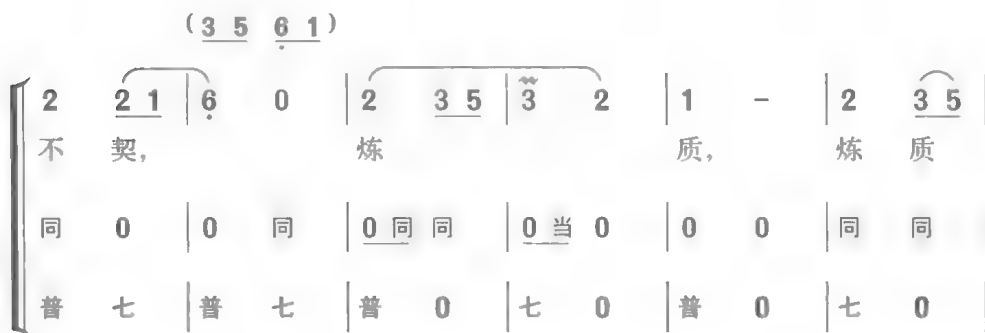 (3 5 6 1)
2 2 1 | 6 0 | 2 3 5 | 3 2 | 1 - | 2 3 5 |
不 契, 炼 质, 炼 质
同 0 | 0 同 | 0 同 同 | 0 当 0 | 0 0 | 同 同
普 七 | 普 七 | 普 0 | 七 0 | 普 0 | 七 0